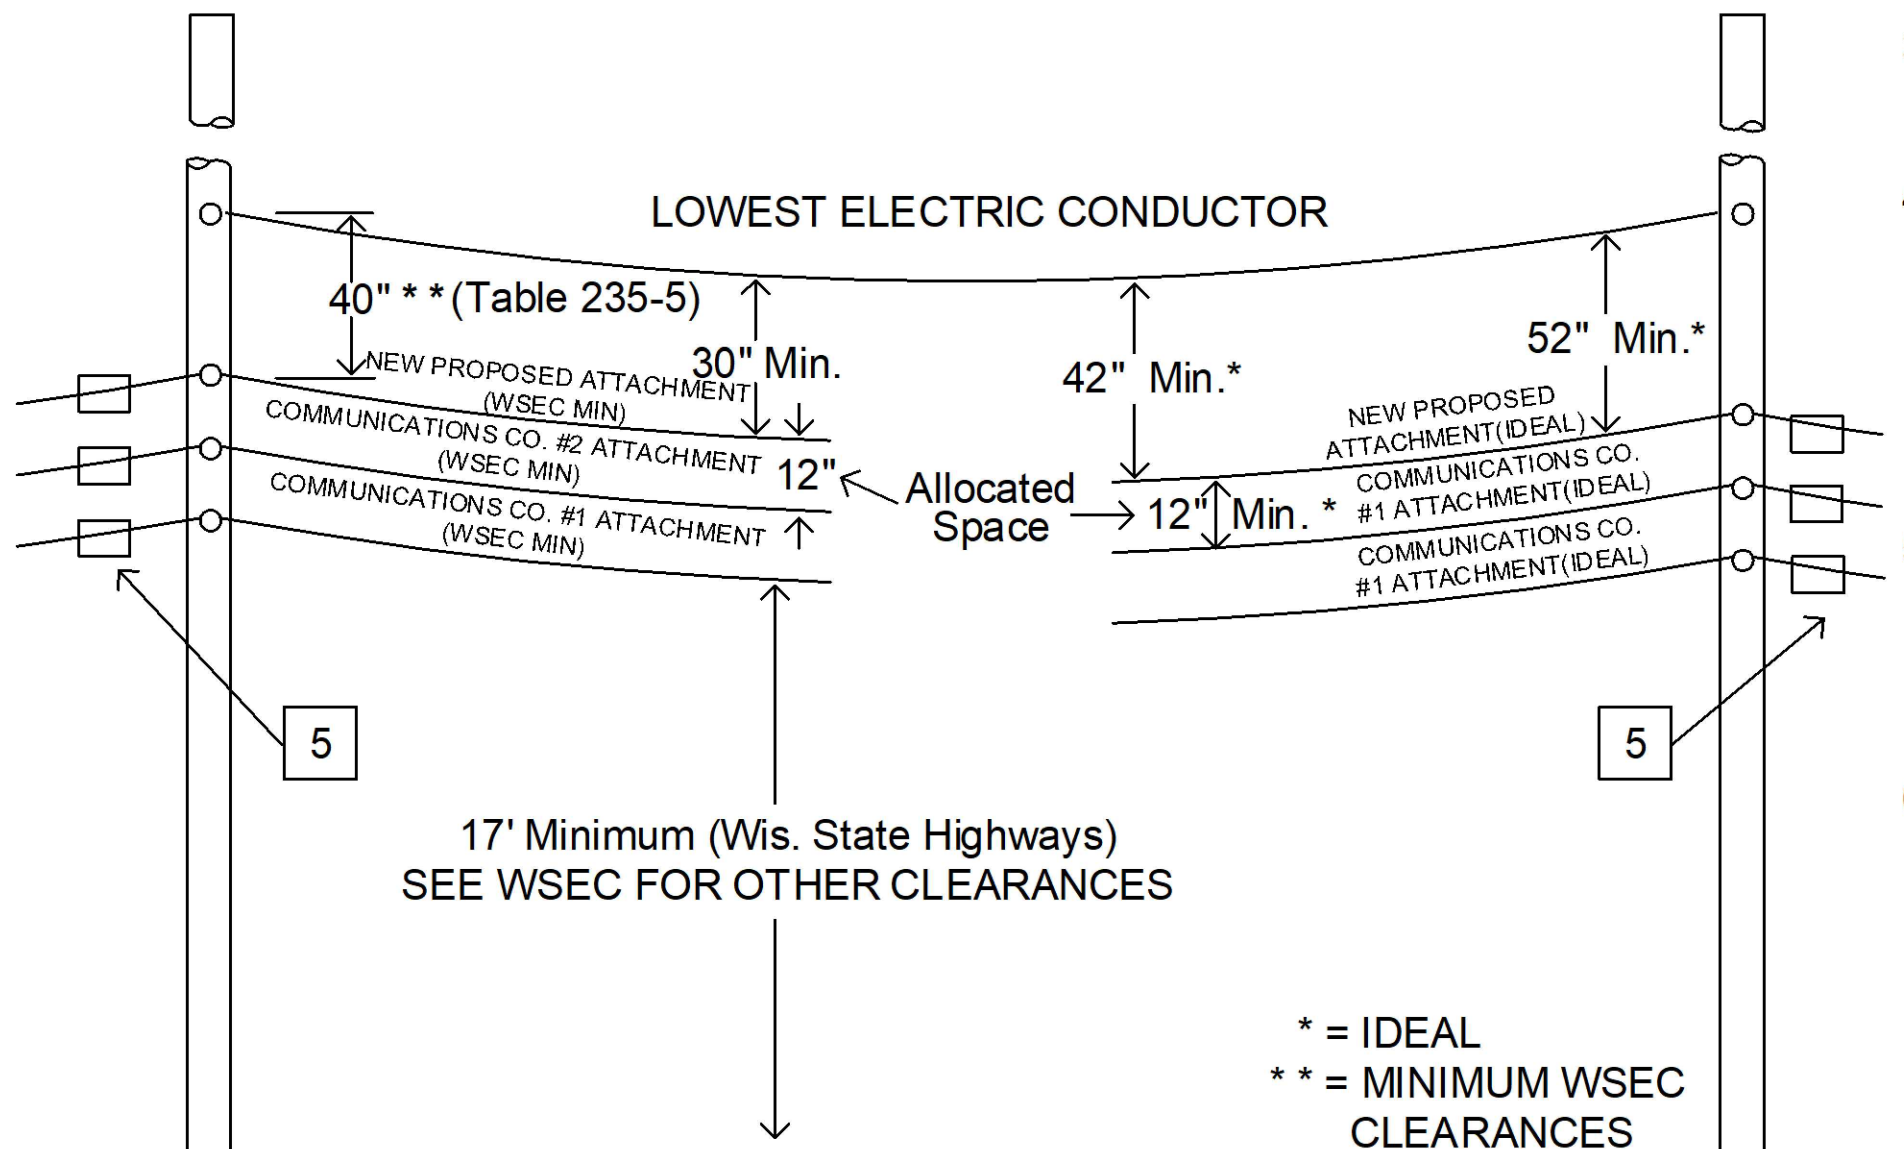 LOWEST ELECTRIC CONDUCTOR
40" * * (Table 235-5)
30" Min.
42" Min.*
52" Min.*
NEW PROPOSED ATTACHMENT
(WSEC MIN)
COMMUNICATIONS CO. #2 ATTACHMENT
(WSEC MIN)
COMMUNICATIONS CO. #1 ATTACHMENT
(WSEC MIN)
12"
Allocated
Space
12" Min. *
NEW PROPOSED
ATTACHMENT(IDEAL)
COMMUNICATIONS CO.
#1 ATTACHMENT(IDEAL)
COMMUNICATIONS CO.
#1 ATTACHMENT(IDEAL)
5
5
17' Minimum (Wis. State Highways)
SEE WSEC FOR OTHER CLEARANCES
* = IDEAL
* * = MINIMUM WSEC
CLEARANCES